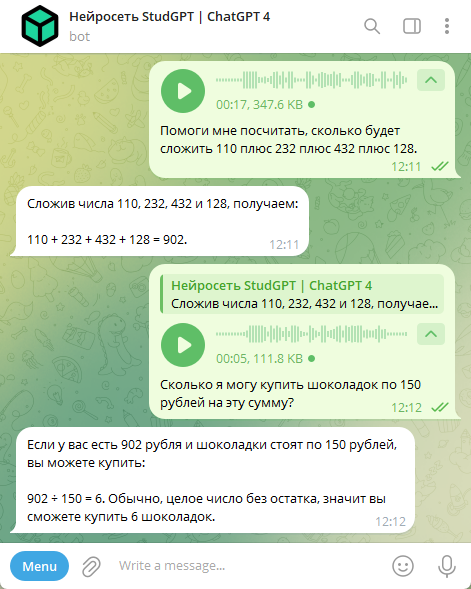 Нейросеть StudGPT | ChatGPT 4
bot
00:17, 347.6 KB
Помоги мне посчитать, сколько будет
сложить 110 плюс 232 плюс 432 плюс 128.
12:11
Сложив числа 110, 232, 432 и 128, получаем:
110 + 232 + 432 + 128 = 902.
12:11
Нейросеть StudGPT | ChatGPT 4
Сложив числа 110, 232, 432 и 128, получае...
00:05, 111.8 KB
Сколько я могу купить шоколадок по 150
рублей на эту сумму?
12:12
Если у вас есть 902 рубля и шоколадки стоят по 150 рублей,
вы можете купить:
902 ÷ 150 = 6. Обычно, целое число без остатка, значит вы
сможете купить 6 шоколадок.
12:12
Menu
Write a message...